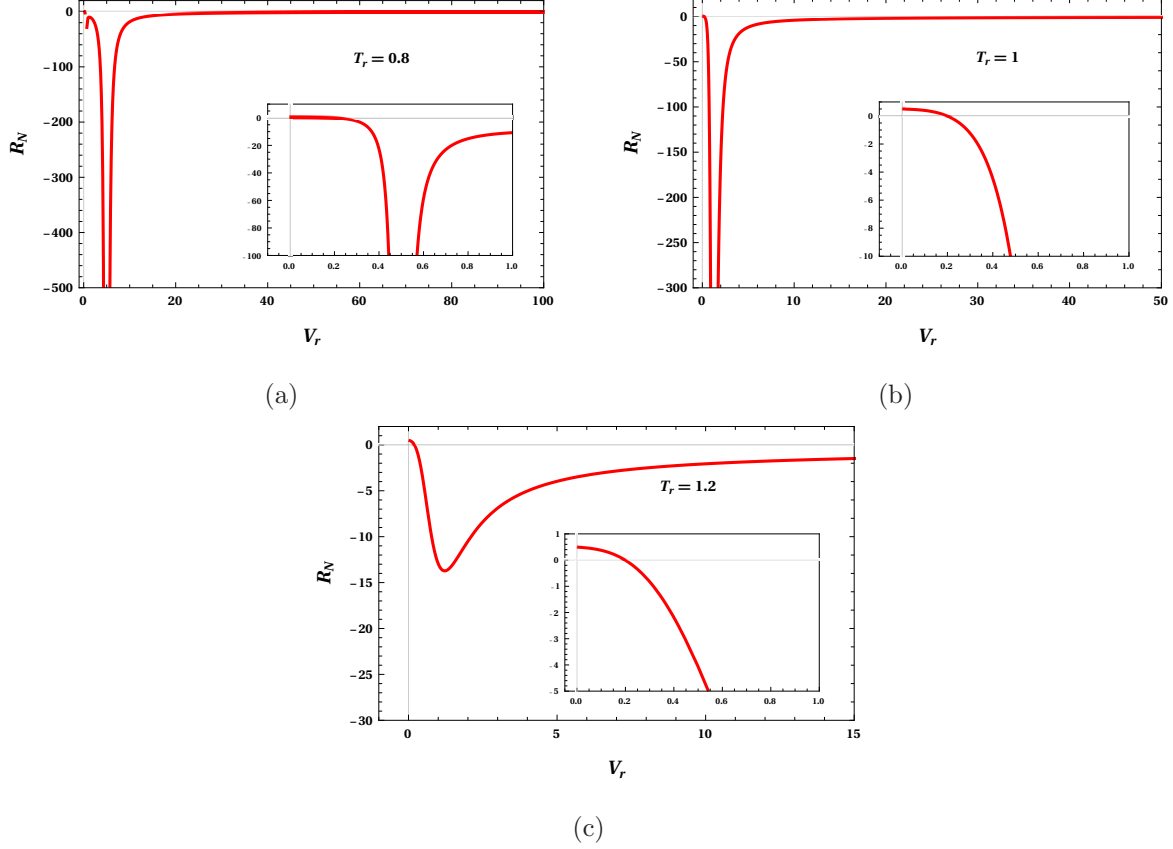 0
−100
−200
−300
−400
−500
R_N
T_r = 0.8
0
−20
−40
−60
−80
−100
0.0 0.2 0.4 0.6 0.8 1.0
0 20 40 60 80 100
V_r
(a)
0
−50
−100
−150
−200
−250
−300
R_N
T_r = 1
0
−2
−4
−6
−8
−10
0.0 0.2 0.4 0.6 0.8 1.0
0 10 20 30 40 50
V_r
(b)
0
−5
−10
−15
−20
−25
−30
R_N
T_r = 1.2
1
0
−1
−2
−3
−4
−5
0.0 0.2 0.4 0.6 0.8 1.0
0 5 10 15
V_r
(c)